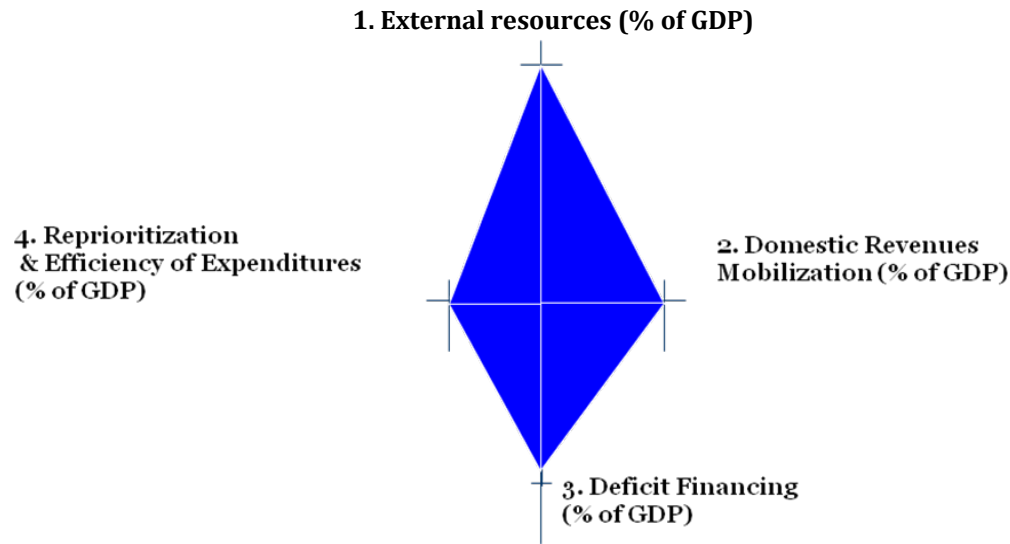 1. External resources (% of GDP)
4. Reprioritization
& Efficiency of Expenditures
(% of GDP)
2. Domestic Revenues
Mobilization (% of GDP)
3. Deficit Financing
(% of GDP)